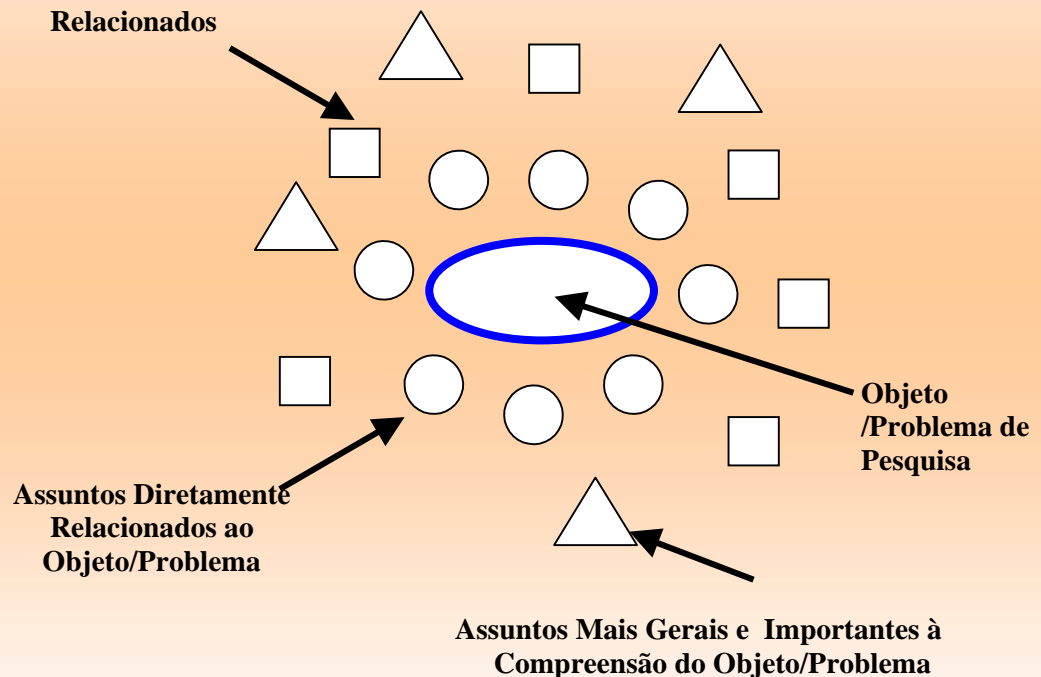 Relacionados
Objeto
/Problema de
Pesquisa
Assuntos Diretamente
Relacionados ao
Objeto/Problema
Assuntos Mais Gerais e Importantes à
Compreensão do Objeto/Problema